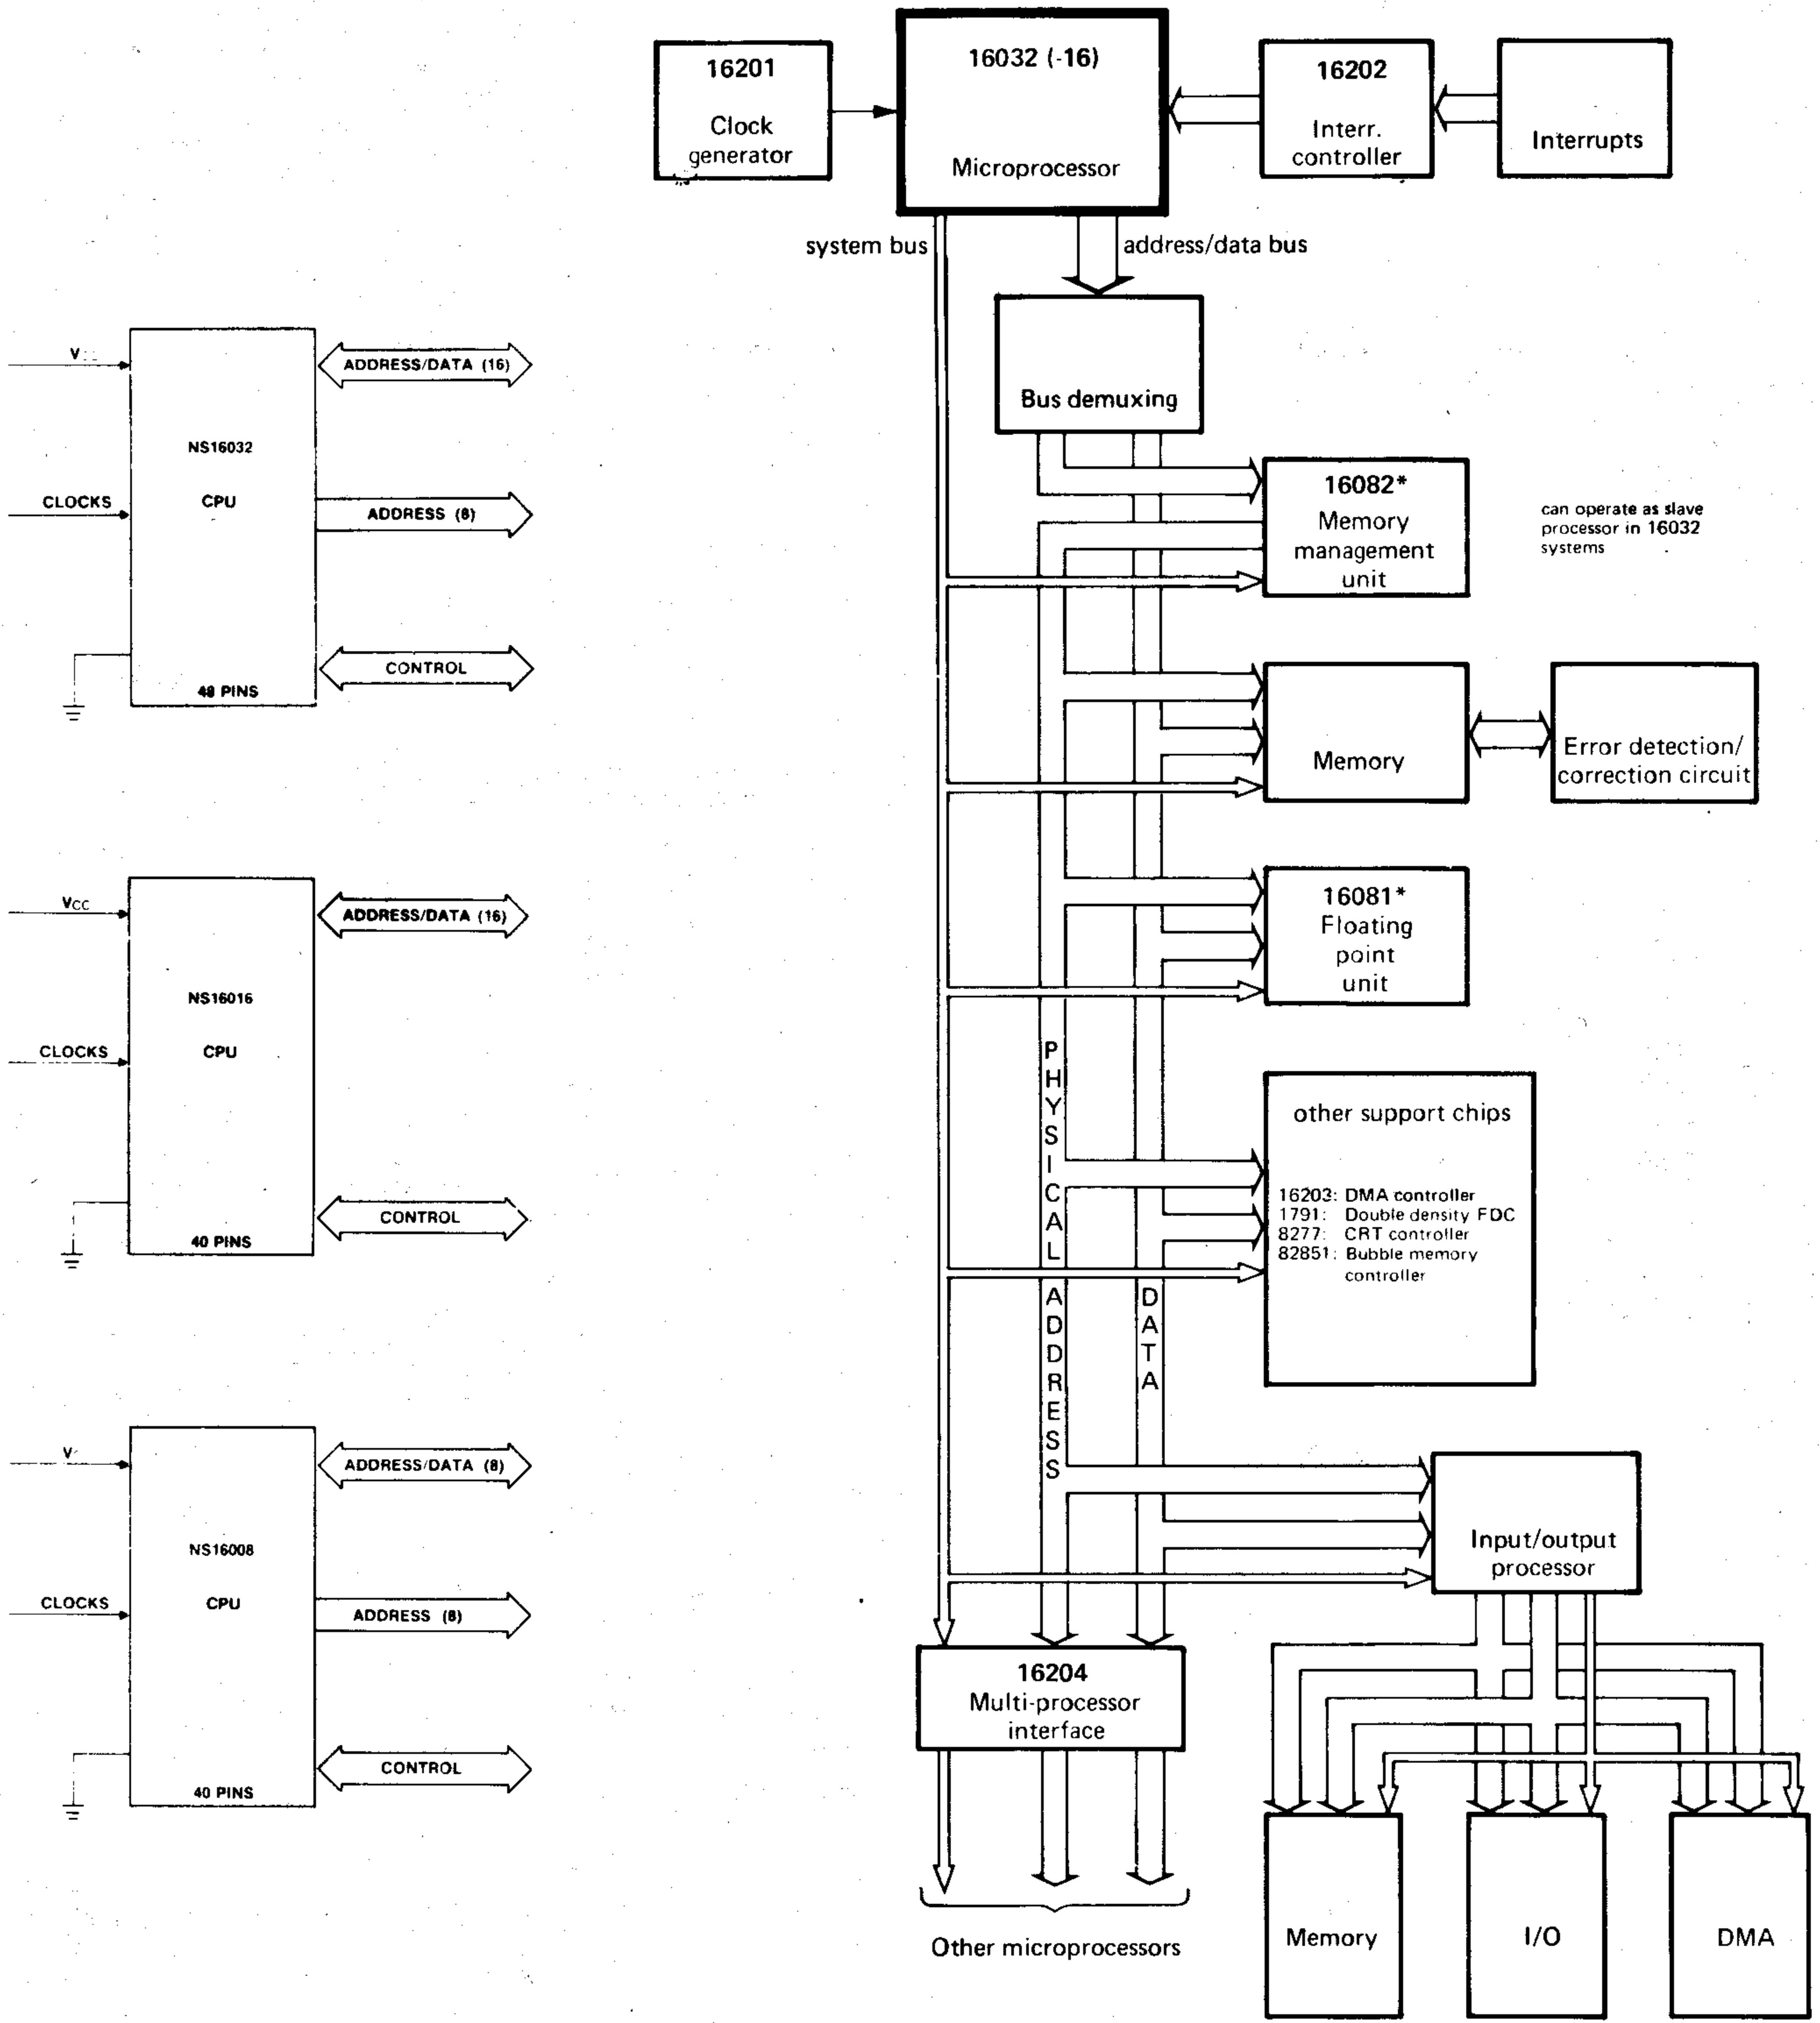 16201
Clock
generator
16032 (-16)
Microprocessor
16202
Interr.
controller
Interrupts
system bus
address/data bus
Bus demuxing
16082*
Memory
management
unit
can operate as slave
processor in 16032
systems
Memory
Error detection/
correction circuit
16081*
Floating
point
unit
PHYSICAL ADDRESS
DATA
other support chips
16203: DMA controller
1791: Double density FDC
8277: CRT controller
82851: Bubble memory
controller
Input/output
processor
16204
Multi-processor
interface
Other microprocessors
Memory
I/O
DMA
ADDRESS/DATA (16)
NS16032
CLOCKS
CPU
ADDRESS (8)
CONTROL
48 PINS
VCC
ADDRESS/DATA (16)
NS16016
CLOCKS
CPU
CONTROL
40 PINS
ADDRESS/DATA (8)
NS16008
CLOCKS
CPU
ADDRESS (8)
CONTROL
40 PINS